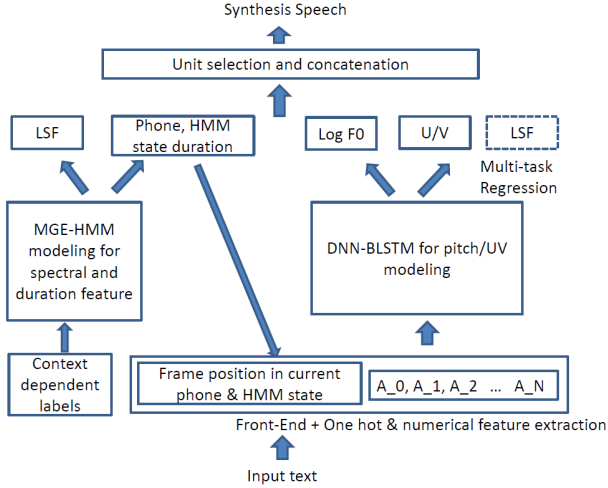 Synthesis Speech
Unit selection and concatenation
LSF
Phone, HMM
state duration
Log F0
U/V
LSF
Multi-task
Regression
MGE-HMM
modeling for
spectral and
duration feature
DNN-BLSTM for pitch/UV
modeling
Context
dependent
labels
Frame position in current
phone & HMM state
A_0, A_1, A_2 ... A_N
Front-End + One hot & numerical feature extraction
Input text